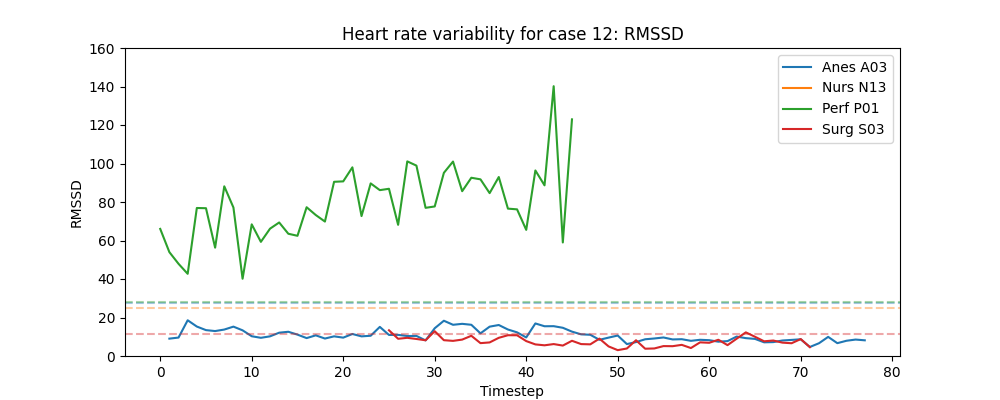 Heart rate variability for case 12: RMSSD
160
140
120
100
80
60
40
20
0
RMSSD
Anes A03
Nurs N13
Perf P01
Surg S03
0 10 20 30 40 50 60 70 80
Timestep